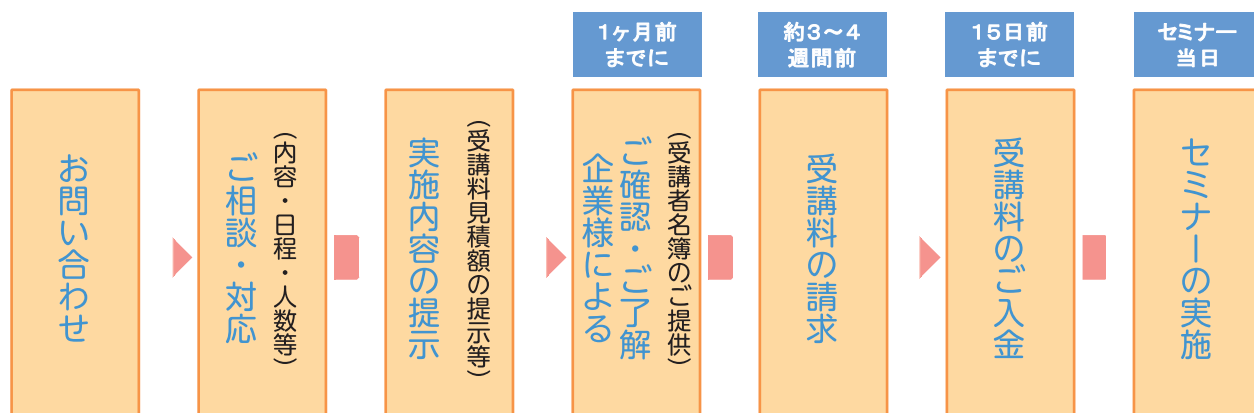 お問い合わせ
ご相談・対応
（内容・日程・人数等）
実施内容の提示
（受講料見積額の提示等）
1ヶ月前
までに
企業様による
ご確認・ご了解
（受講者名簿のご提供）
約3〜4
週間前
受講料の請求
15日前
までに
受講料のご入金
セミナー
当日
セミナーの実施